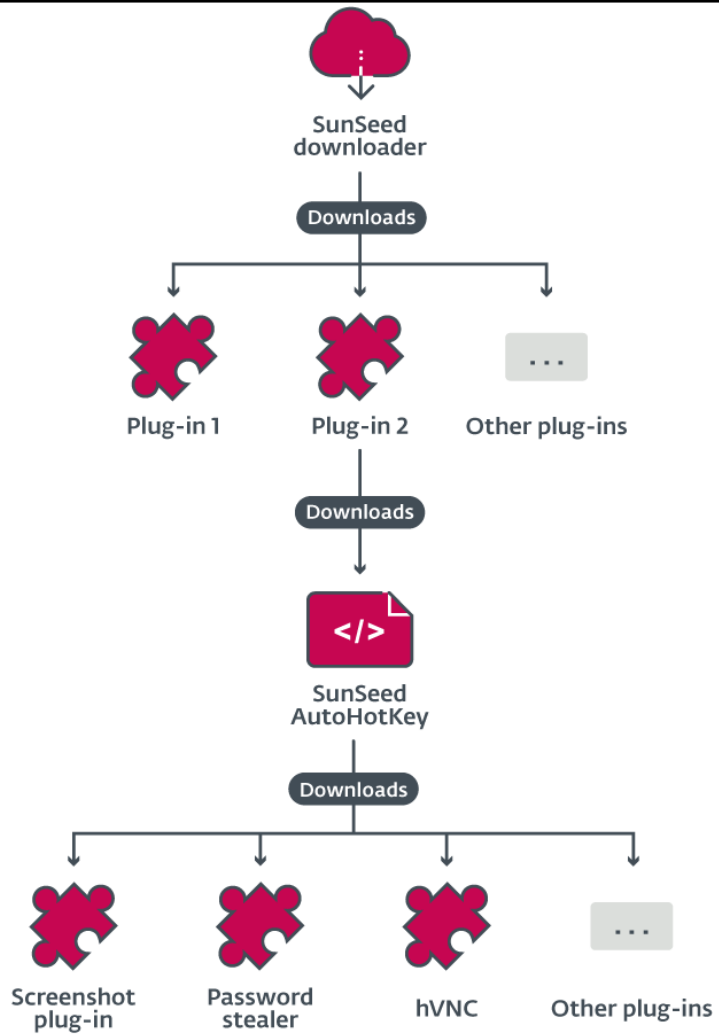 SunSeed
downloader
Downloads
Plug-in 1
Plug-in 2
...
Other plug-ins
Downloads
</>
SunSeed
AutoHotKey
Downloads
Screenshot
plug-in
Password
stealer
hVNC
...
Other plug-ins